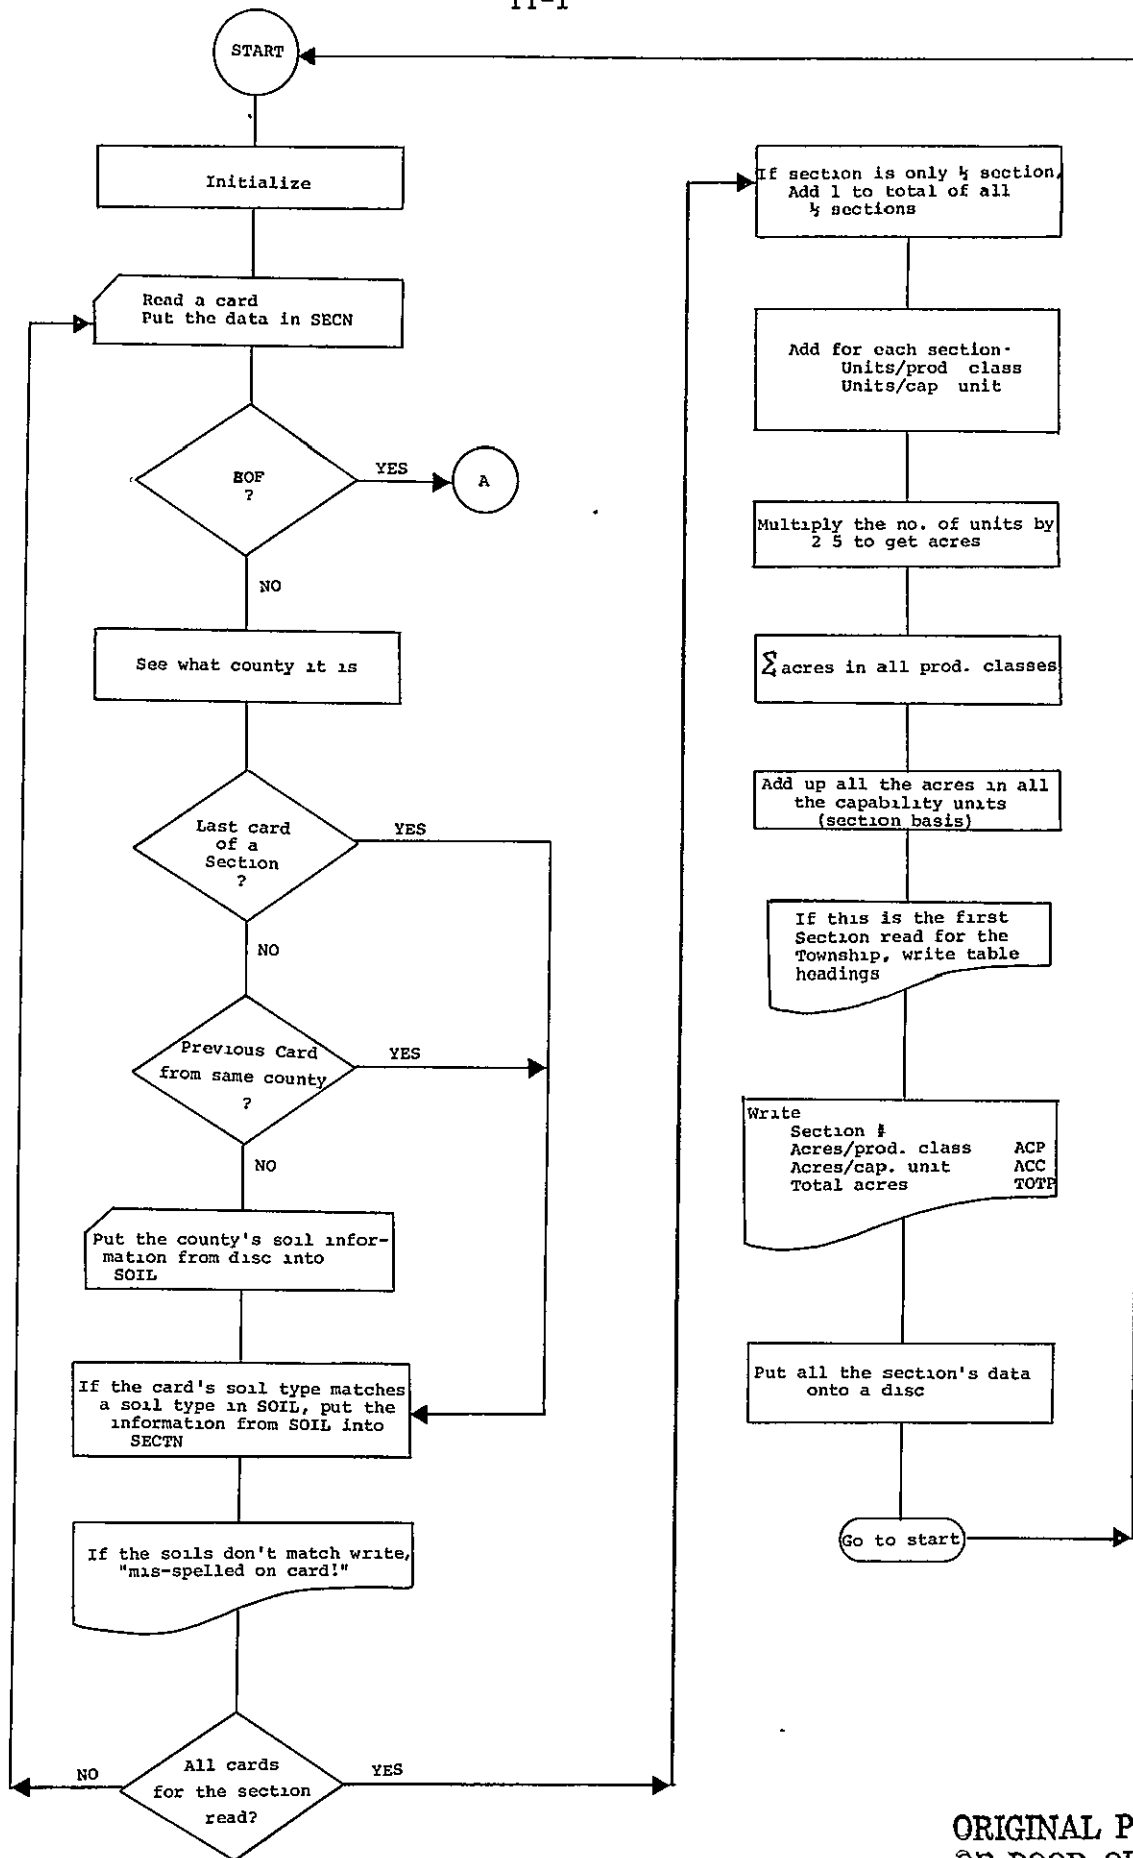 11-1
START
Initialize
Read a card
Put the data in SECN
EOF
?
YES
A
NO
See what county it is
Last card
of a
Section
?
YES
NO
Previous Card
from same county
?
YES
NO
Put the county's soil infor-
mation from disc into
SOIL
If the card's soil type matches
a soil type in SOIL, put the
information from SOIL into
SECTN
If the soils don't match write,
"mis-spelled on card!"
All cards
for the section
read?
NO
YES
If section is only ½ section,
Add 1 to total of all
½ sections
Add for each section-
Units/prod class
Units/cap unit
Multiply the no. of units by
2 5 to get acres
Σ acres in all prod. classes
Add up all the acres in all
the capability units
(section basis)
If this is the first
Section read for the
Township, write table
headings
Write
Section #
Acres/prod. class ACP
Acres/cap. unit ACC
Total acres TOTP
Put all the section's data
onto a disc
Go to start
ORIGINAL P